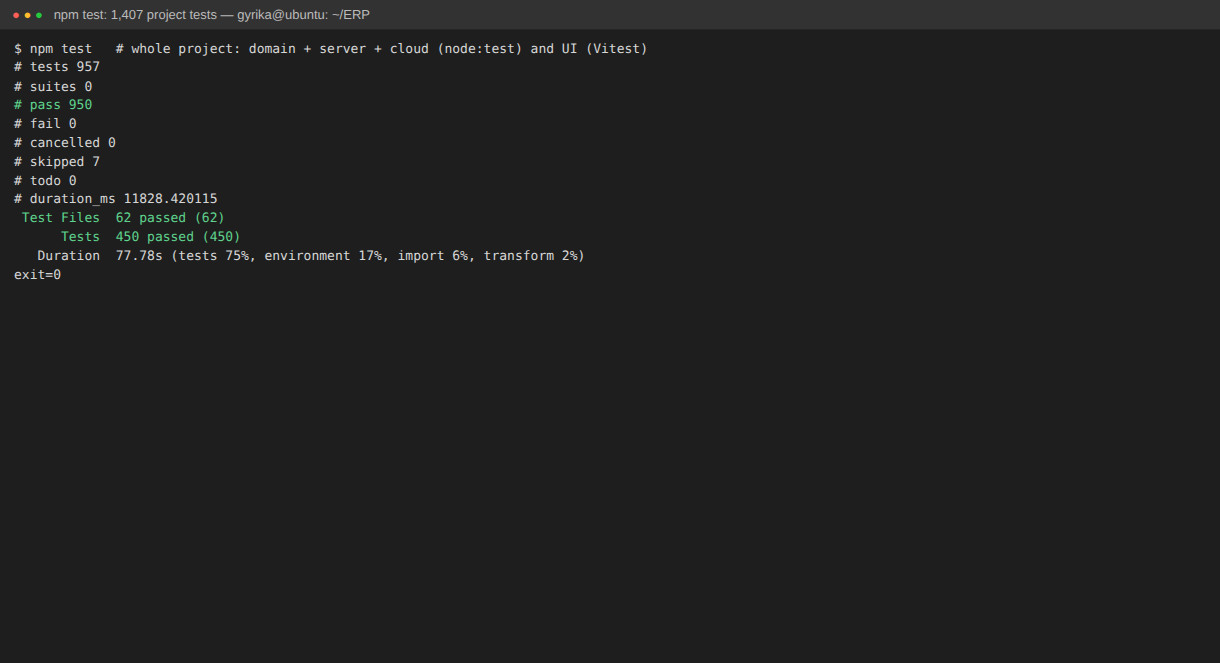 npm test: 1,407 project tests — gyrika@ubuntu: ~/ERP
$ npm test   # whole project: domain + server + cloud (node:test) and UI (Vitest)
# tests 957
# suites 0
# pass 950
# fail 0
# cancelled 0
# skipped 7
# todo 0
# duration_ms 11828.420115
 Test Files  62 passed (62)
      Tests  450 passed (450)
   Duration  77.78s (tests 75%, environment 17%, import 6%, transform 2%)
exit=0